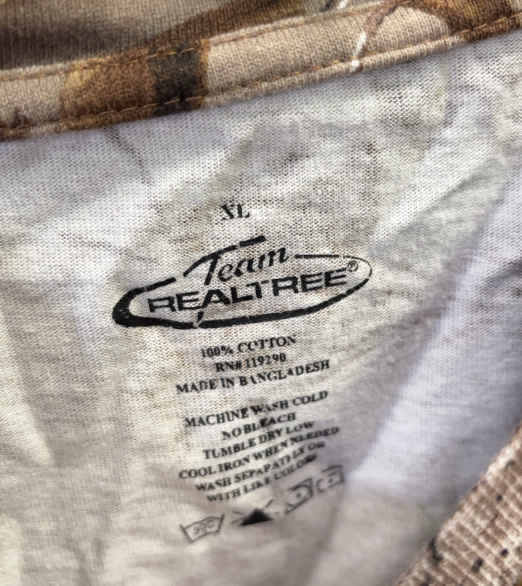 XL
Team
REALTREE®
100% COTTON
RN# 119290
MADE IN BANGLADESH
MACHINE WASH COLD
NO BLEACH
TUMBLE DRY LOW
COOL IRON WHEN NEEDED
WASH SEPARATELY OR
WITH LIKE COLORS